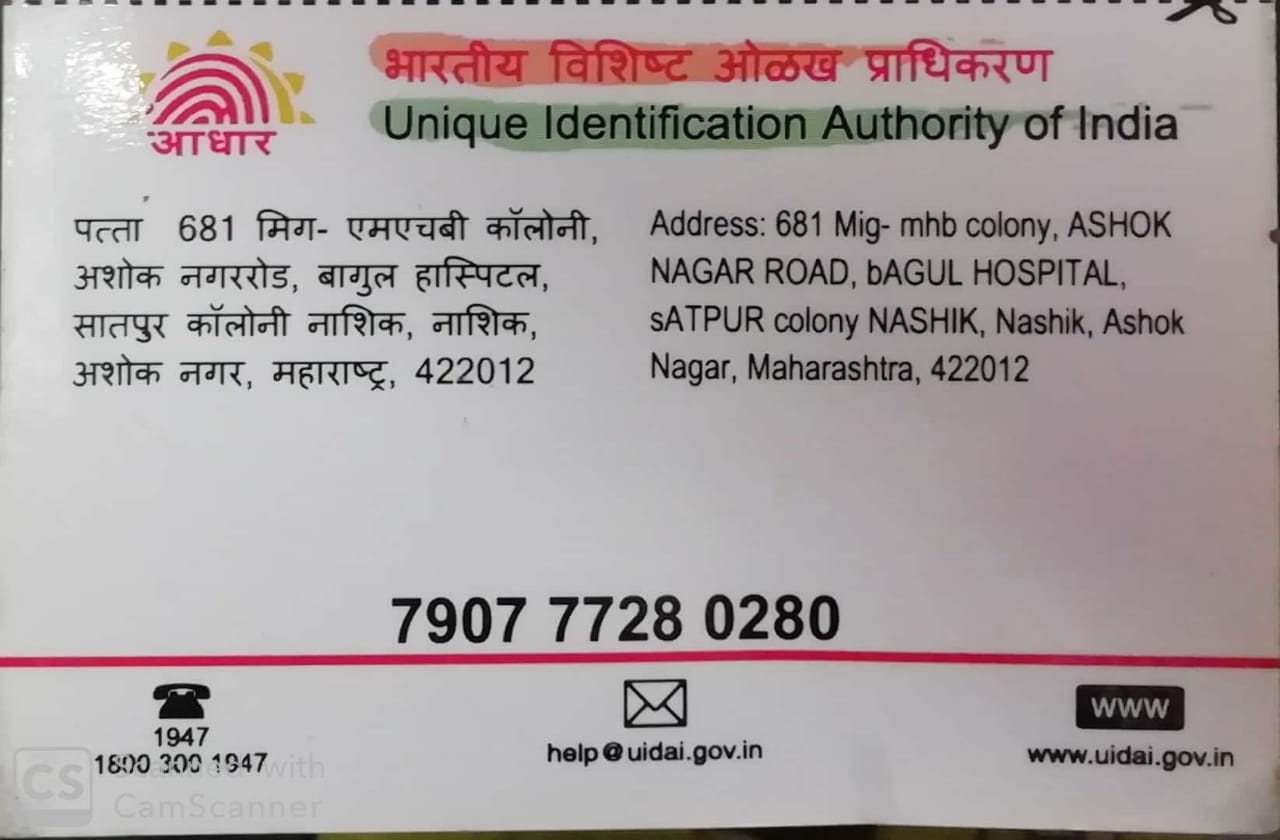 आधार
भारतीय विशिष्ट ओळख प्राधिकरण
Unique Identification Authority of India
पत्ता 681 मिग- एमएचबी कॉलोनी,
अशोक नगररोड, बागुल हास्पिटल,
सातपुर कॉलोनी नाशिक, नाशिक,
अशोक नगर, महाराष्ट्र, 422012
Address: 681 Mig- mhb colony, ASHOK
NAGAR ROAD, bAGUL HOSPITAL,
sATPUR colony NASHIK, Nashik, Ashok
Nagar, Maharashtra, 422012
7907 7728 0280
1947
1800 300 1947
help@uidai.gov.in
www
www.uidai.gov.in
CS
Scanned with
CamScanner